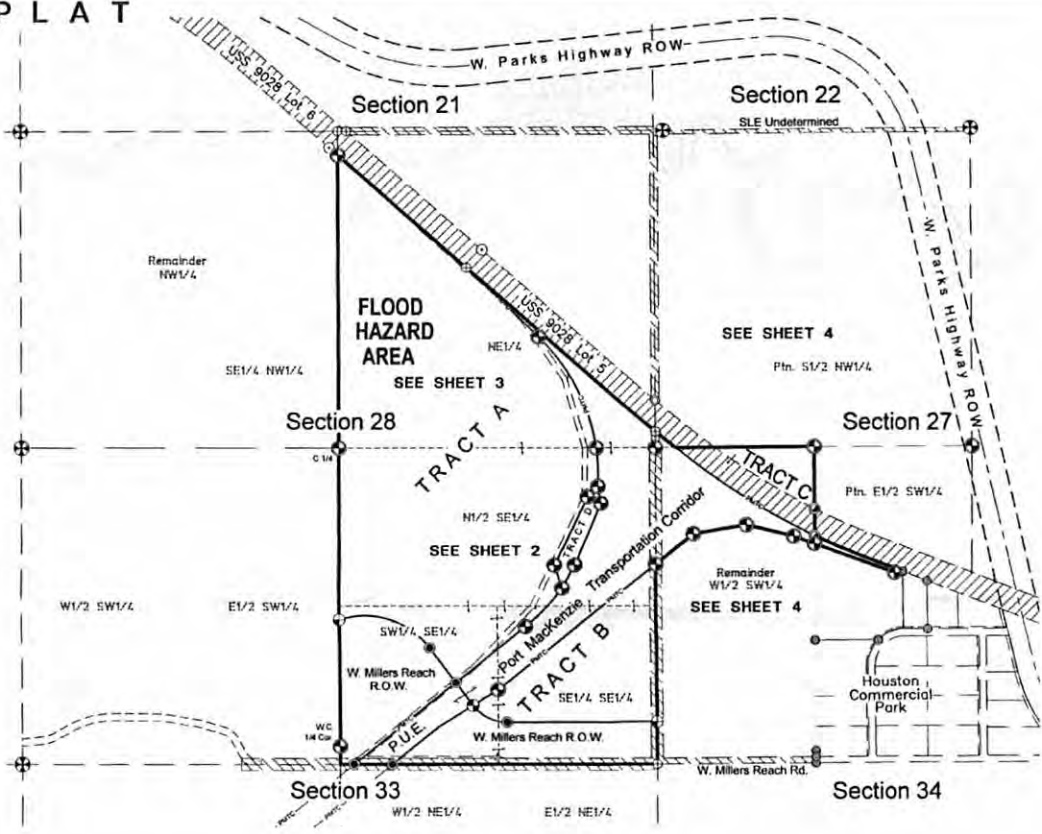 P L A T
W. Parks Highway ROW
USS 9028 Lot 6
Section 21
Section 22
SLE Undetermined
W. Parks Highway ROW
Remainder
NW1/4
FLOOD
HAZARD
AREA
USS 9028 Lot 5
NE1/4
SEE SHEET 4
Ptn. S1/2 NW1/4
SE1/4 NW1/4
SEE SHEET 3
PMTC
TRACT A
Section 28
Section 27
C 1/4
TRACT C
Ptn. E1/2 SW1/4
N1/2 SE1/4
TRACT D
SEE SHEET 2
Port MacKenzie Transportation Corridor
PMTC
Remainder
W1/2 SW1/4
SEE SHEET 4
W1/2 SW1/4
E1/2 SW1/4
SW1/4 SE1/4
PMTC
TRACT B
W. Millers Reach
R.O.W.
SE1/4 SE1/4
Houston
Commercial
Park
W.C.
1/4 Cor
P.U.E.
W. Millers Reach R.O.W.
W. Millers Reach Rd.
Section 33
Section 34
PMTC
PMTC
W1/2 NE1/4
E1/2 NE1/4